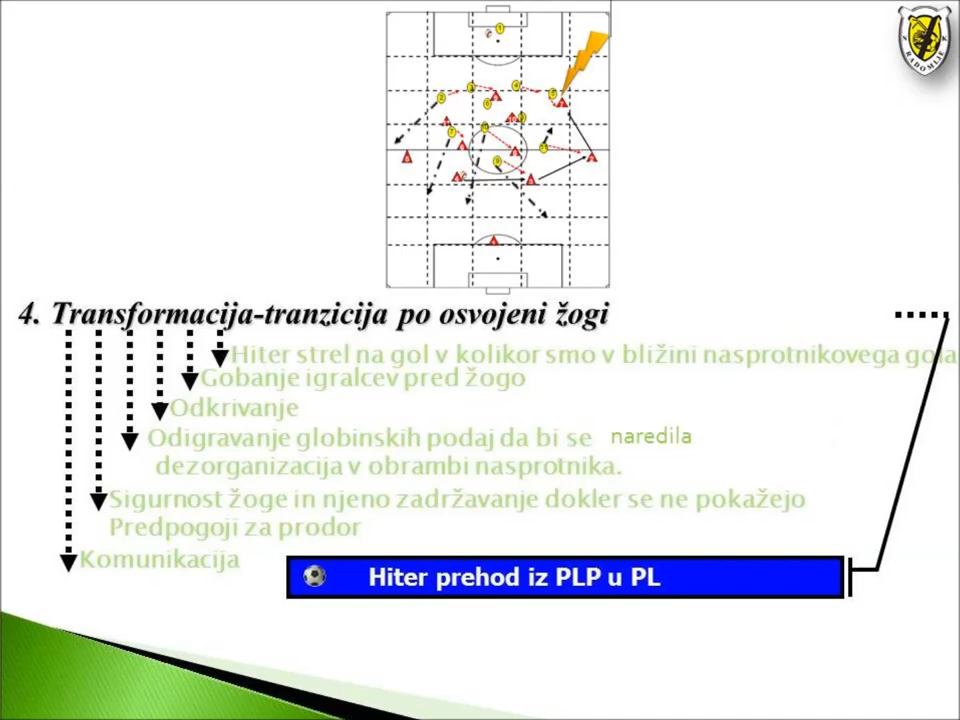 RADOMLJE
4. Transformacija-tranzicija po osvojeni žogi
Hiter strel na gol v kolikor smo v bližini nasprotnikovega gola
Gobanje igralcev pred žogo
Odkrivanje
Odigravanje globinskih podaj da bi se naredila
dezorganizacija v obrambi nasprotnika.
Sigurnost žoge in njeno zadržavanje dokler se ne pokažejo
Predpogoji za prodor
Komunikacija
Hiter prehod iz PLP u PL